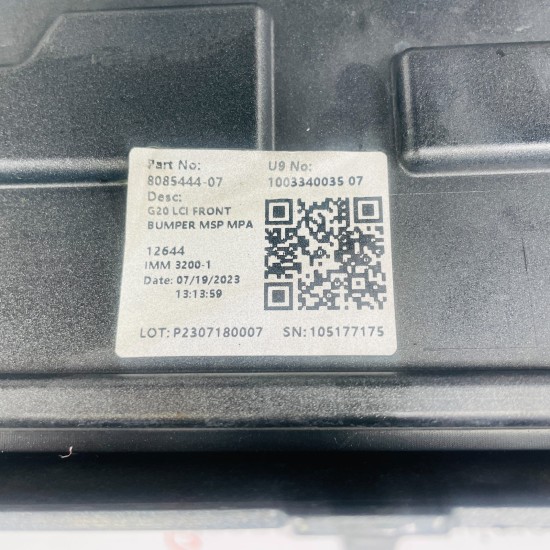 Part No:
8085444-07
Desc:
G20 LCI FRONT
BUMPER MSP MPA
12644
IMM 3200-1
Date: 07/19/2023
13:13:59
U9 No:
1003340035 07
LOT: P2307180007 SN: 105177175